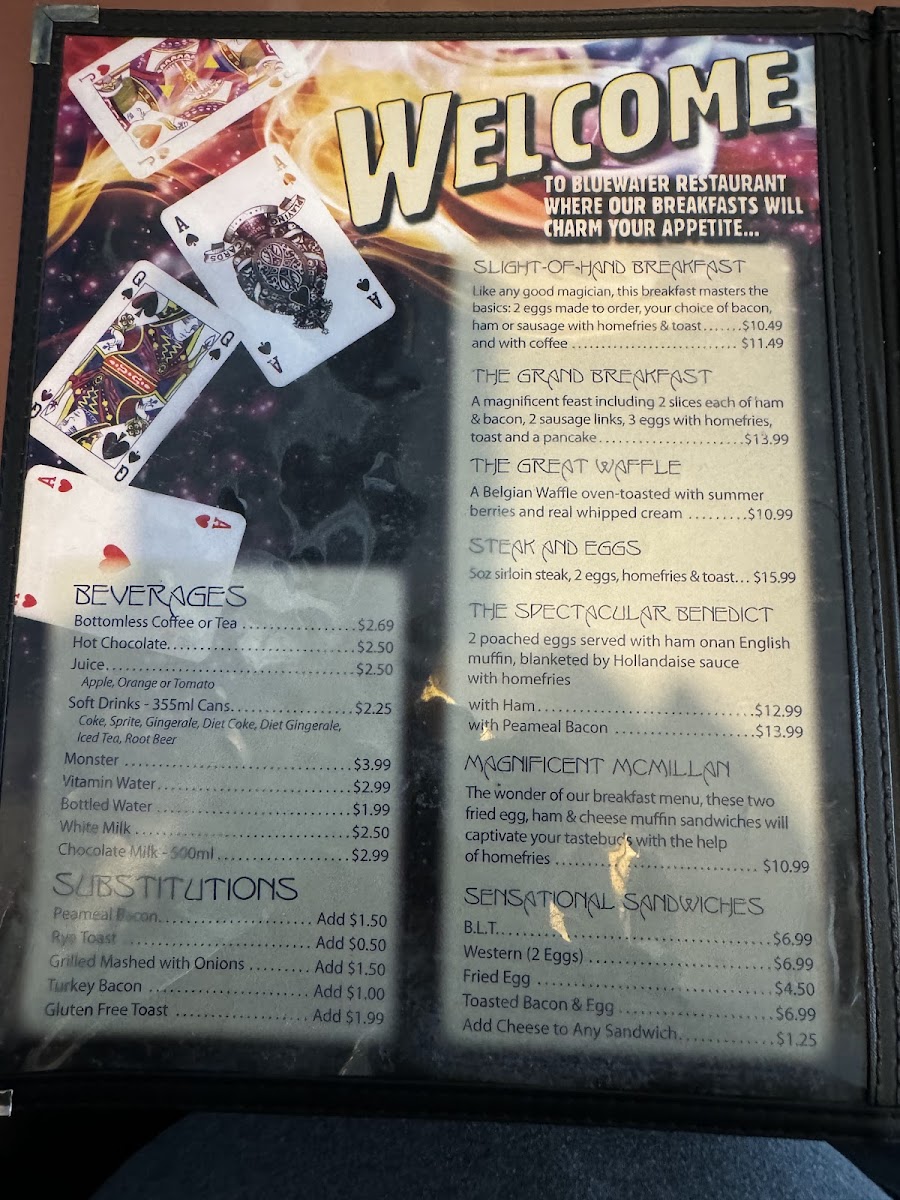 WELCOME
TO BLUEWATER RESTAURANT
WHERE OUR BREAKFASTS WILL
CHARM YOUR APPETITE...
SLIGHT-OF-HAND BREAKFAST
Like any good magician, this breakfast masters the
basics: 2 eggs made to order, your choice of bacon,
ham or sausage with homefries & toast.......$10.49
and with coffee .......................... $11.49
THE GRAND BREAKFAST
A magnificent feast including 2 slices each of ham
& bacon, 2 sausage links, 3 eggs with homefries,
toast and a pancake......................$13.99
THE GREAT WAFFLE
A Belgian Waffle oven-toasted with summer
berries and real whipped cream .........$10.99
STEAK AND EGGS
5oz sirloin steak, 2 eggs, homefries & toast... $15.99
THE SPECTACULAR BENEDICT
2 poached eggs served with ham onan English
muffin, blanketed by Hollandaise sauce
with homefries
with Ham.................................$12.99
with Peameal Bacon .....................$13.99
MAGNIFICENT MCMILLAN
The wonder of our breakfast menu, these two
fried egg, ham & cheese muffin sandwiches will
captivate your tastebuds with the help
of homefries ............................... $10.99
SENSATIONAL SANDWICHES
B.L.T.........................................$6.99
Western (2 Eggs) ...........................$6.99
Fried Egg ....................................$4.50
Toasted Bacon & Egg .......................$6.99
Add Cheese to Any Sandwich..............$1.25
BEVERAGES
Bottomless Coffee or Tea .................$2.69
Hot Chocolate............................$2.50
Juice......................................$2.50
Apple, Orange or Tomato
Soft Drinks - 355ml Cans..................$2.25
Coke, Sprite, Gingerale, Diet Coke, Diet Gingerale,
Iced Tea, Root Beer
Monster ...................................$3.99
Vitamin Water.............................$2.99
Bottled Water .............................$1.99
White Milk ................................$2.50
Chocolate Milk - 500ml ...................$2.99
SUBSTITUTIONS
Peameal Bacon..................... Add $1.50
Rye Toast .......................... Add $0.50
Grilled Mashed with Onions ........ Add $1.50
Turkey Bacon ...................... Add $1.00
Gluten Free Toast .................. Add $1.99
J
J
A
PLAYING
CARDS
A
A
A
Q
Q
Q
Q
A
A